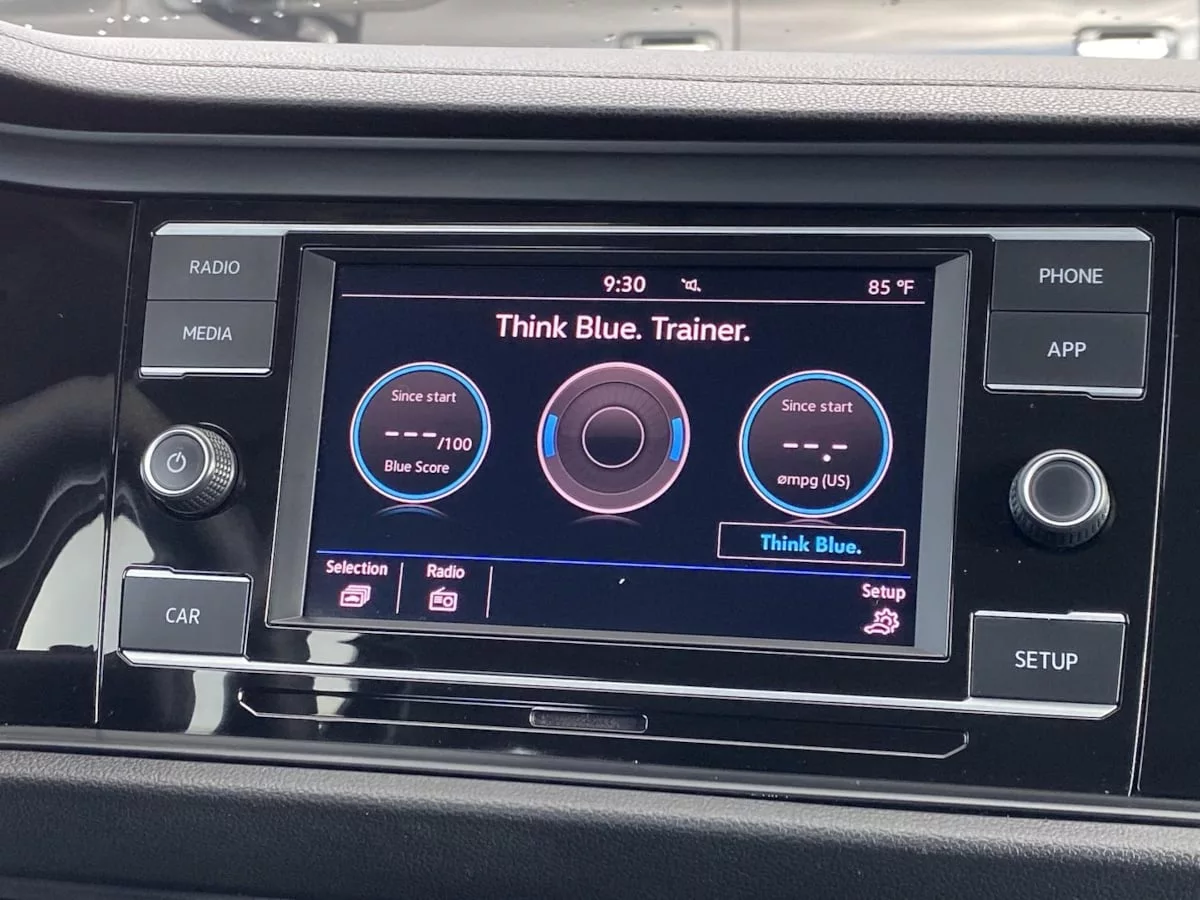 RADIO
MEDIA
CAR
9:30
85 °F
Think Blue. Trainer.
Since start
---/100
Blue Score
Since start
--.-
⌀mpg (US)
Think Blue.
Selection
Radio
Setup
PHONE
APP
SETUP